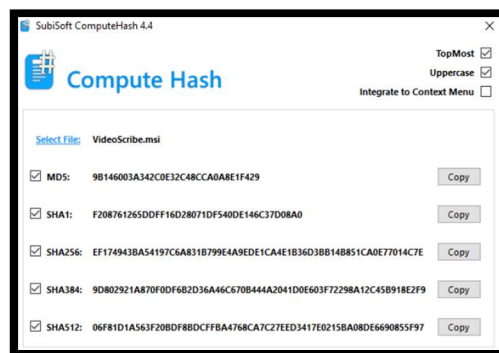 SubiSoft ComputeHash 4.4
TopMost
Uppercase
Integrate to Context Menu
Compute Hash
Select File: VideoScribe.msi
MD5: 9B146003A342C0E32C48CCA0A8E1F429 Copy
SHA1: F208761265DDFF16D28071DF540DE146C37D08A0 Copy
SHA256: EF174943BA54197C6A831B799E4A9EDE1CA4E1B36D3BB14B851CA0E77014C7E Copy
SHA384: 9D802921A870F0DF6B2D36A46C670B444A2041D0E603F72298A12C45B918E2F9 Copy
SHA512: 06F81D1A563F20BDF8BDCFFBA4768CA7C27EED3417E0215BA08DE6690855F97 Copy